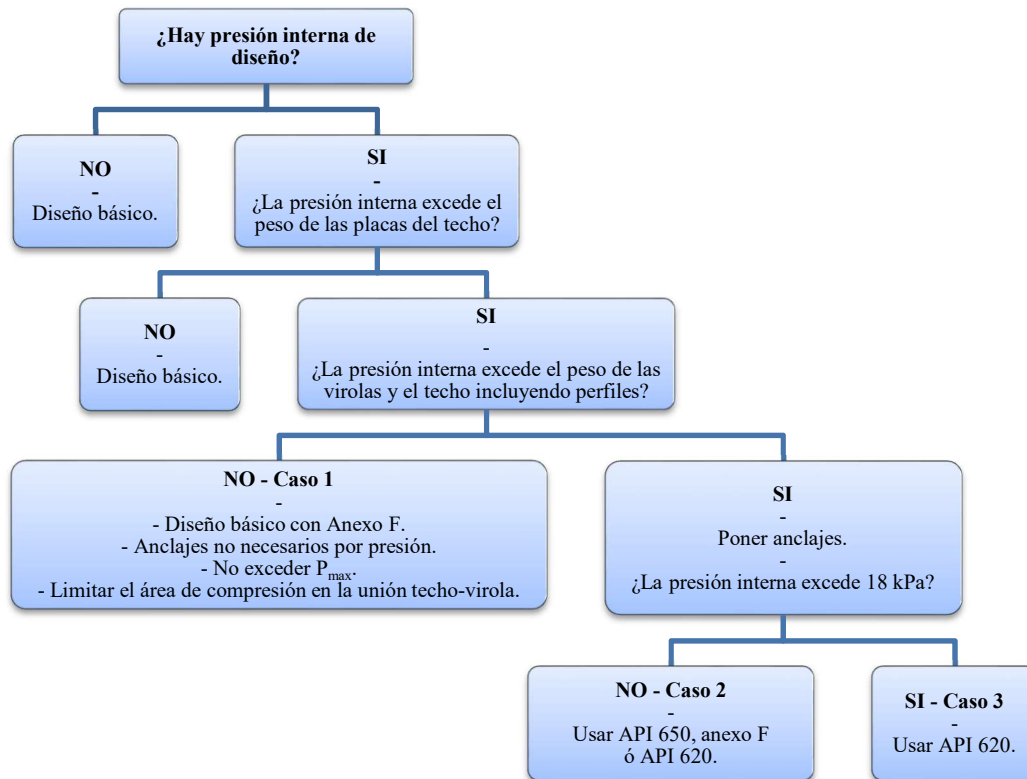 ¿Hay presión interna de
diseño?
NO
-
Diseño básico.
SI
-
¿La presión interna excede el
peso de las placas del techo?
NO
-
Diseño básico.
SI
-
¿La presión interna excede el peso de las
virolas y el techo incluyendo perfiles?
NO - Caso 1
-
- Diseño básico con Anexo F.
- Anclajes no necesarios por presión.
- No exceder Pmax.
- Limitar el área de compresión en la unión techo-virola.
SI
-
Poner anclajes.
-
¿La presión interna excede 18 kPa?
NO - Caso 2
-
Usar API 650, anexo F
ó API 620.
SI - Caso 3
-
Usar API 620.